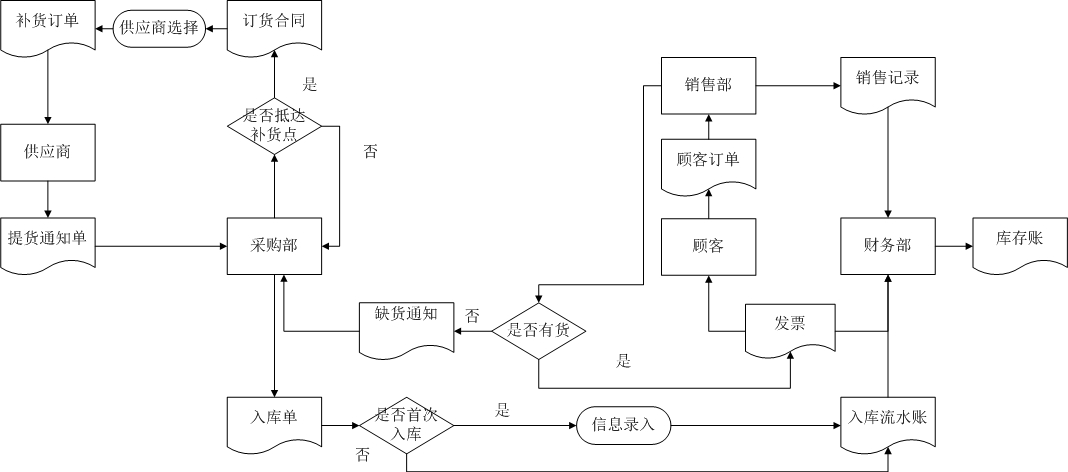 补货订单
供应商选择
订货合同
是
是否抵达
补货点
否
供应商
提货通知单
采购部
销售部
销售记录
顾客订单
顾客
财务部
库存账
缺货通知
否
是否有货
发票
是
入库单
是否首次
入库
是
否
信息录入
入库流水账